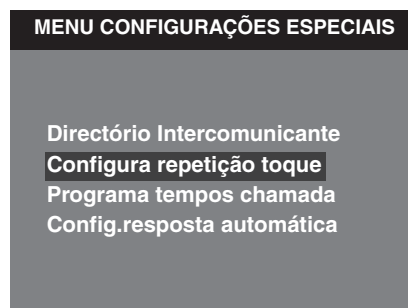 MENU CONFIGURAÇÕES ESPECIAIS
Directório Intercomunicante
Configura repetição toque
Programa tempos chamada
Config.resposta automática